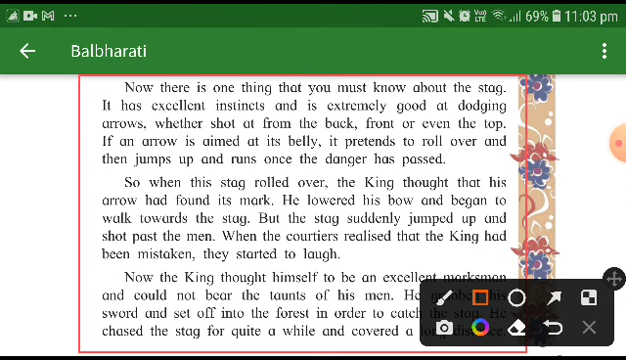 69% 11:03 pm
Balbharati
Now there is one thing that you must know about the stag.
It has excellent instincts and is extremely good at dodging
arrows, whether shot at from the back, front or even the top.
If an arrow is aimed at its belly, it pretends to roll over and
then jumps up and runs once the danger has passed.
So when this stag rolled over, the King thought that his
arrow had found its mark. He lowered his bow and began to
walk towards the stag. But the stag suddenly jumped up and
shot past the men. When the courtiers realised that the King had
been mistaken, they started to laugh.
Now the King thought himself to be an excellent marksman
and could not bear the taunts of his men. He grabbed his
sword and set off into the forest in order to catch the stag. He
chased the stag for quite a while and covered a long distance.